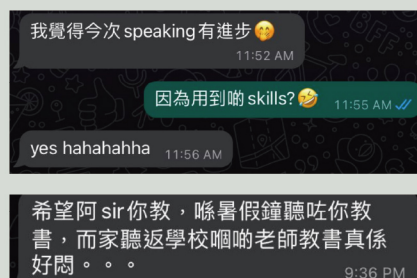 我覺得今次 speaking 有進步🤭
11:52 AM
因為用到啲 skills?🤣
11:55 AM
yes hahahahha
11:56 AM
希望阿 sir 你教，喺暑假鐘聽咗你教
書，而家聽返學校嗰啲老師教書真係
好悶。。。
9:36 PM